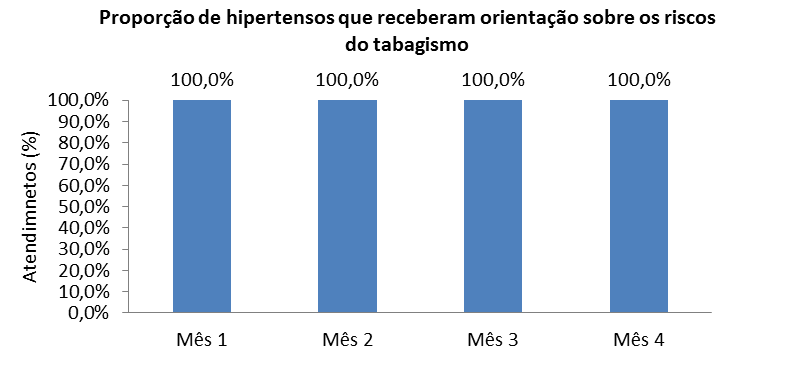 Proporção de hipertensos que receberam orientação sobre os riscos
do tabagismo
100,0% 100,0% 100,0% 100,0%
Atendimnetos (%)
100,0%
90,0%
80,0%
70,0%
60,0%
50,0%
40,0%
30,0%
20,0%
10,0%
0,0%
Mês 1 Mês 2 Mês 3 Mês 4